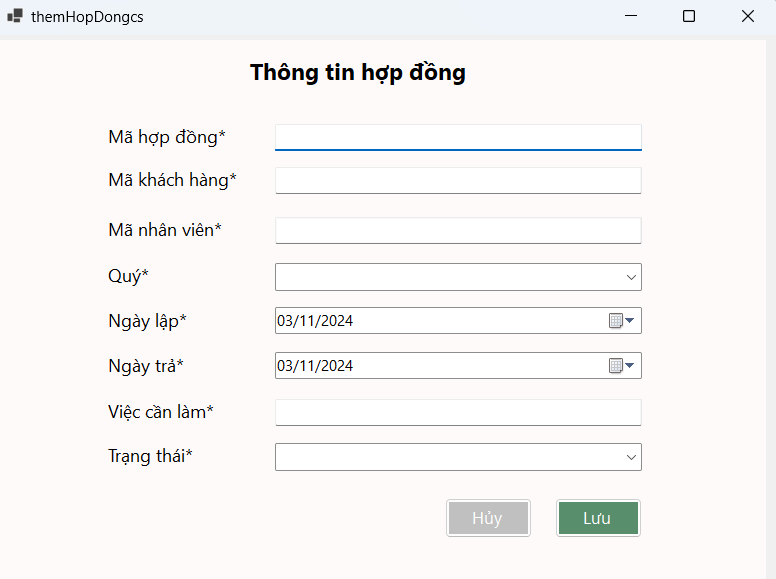 themHopDongcs
Thông tin hợp đồng
Mã hợp đồng*
Mã khách hàng*
Mã nhân viên*
Quý*
Ngày lập* 03/11/2024
Ngày trả* 03/11/2024
Việc cần làm*
Trạng thái*
Hủy Lưu